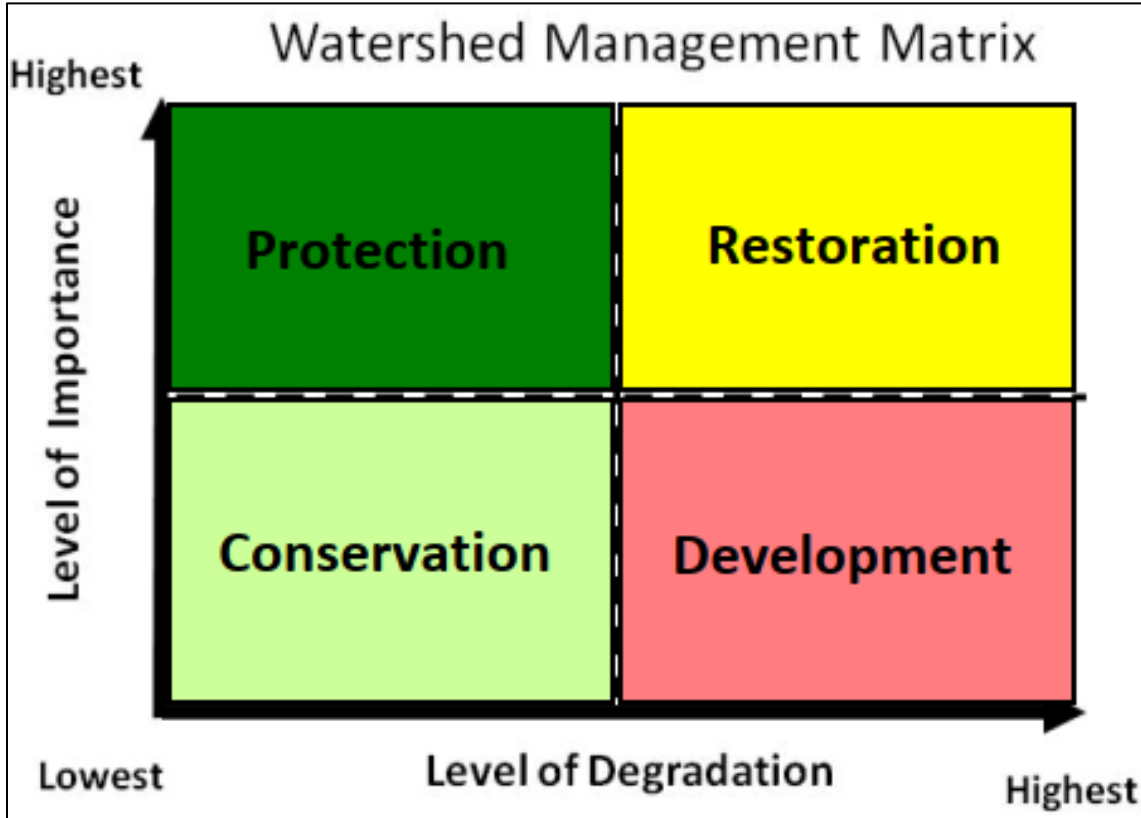 Watershed Management Matrix
Highest
Level of Importance
Protection
Restoration
Conservation
Development
Lowest
Level of Degradation
Highest